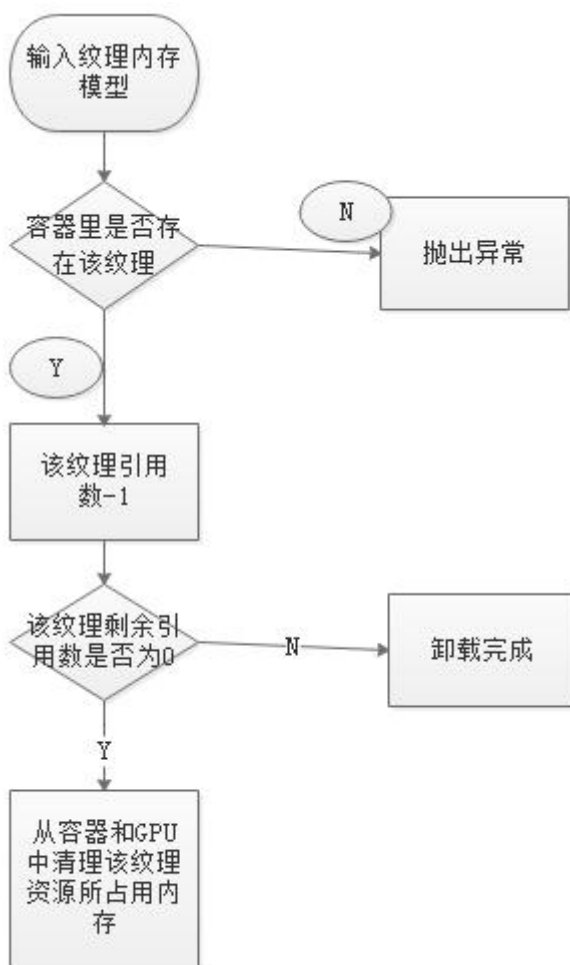 输入纹理内存
模型
容器里是否存
在该纹理
N
抛出异常
Y
该纹理引用
数-1
该纹理剩余引
用数是否为0
N
卸载完成
Y
从容器和GPU
中清理该纹理
资源所占用内
存